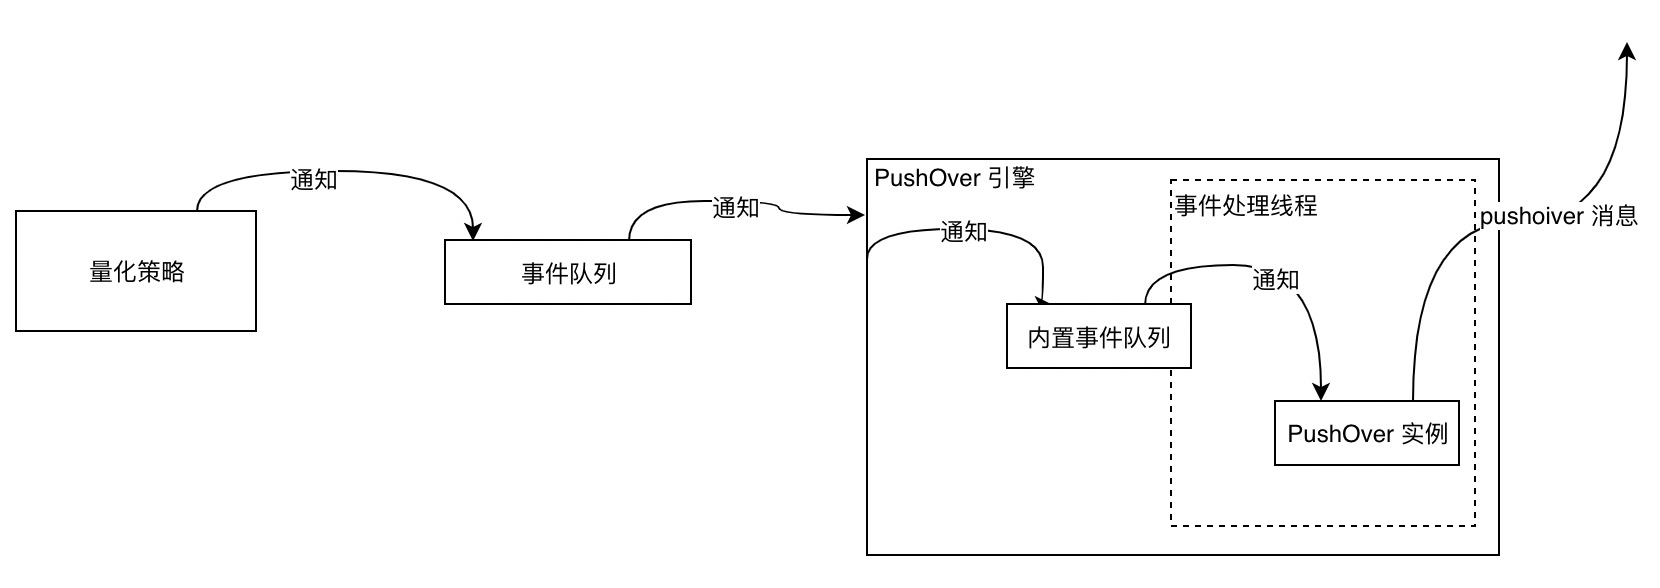 通知
量化策略
事件队列
通知
PushOver 引擎
通知
内置事件队列
事件处理线程
通知
PushOver 实例
pushoiver 消息